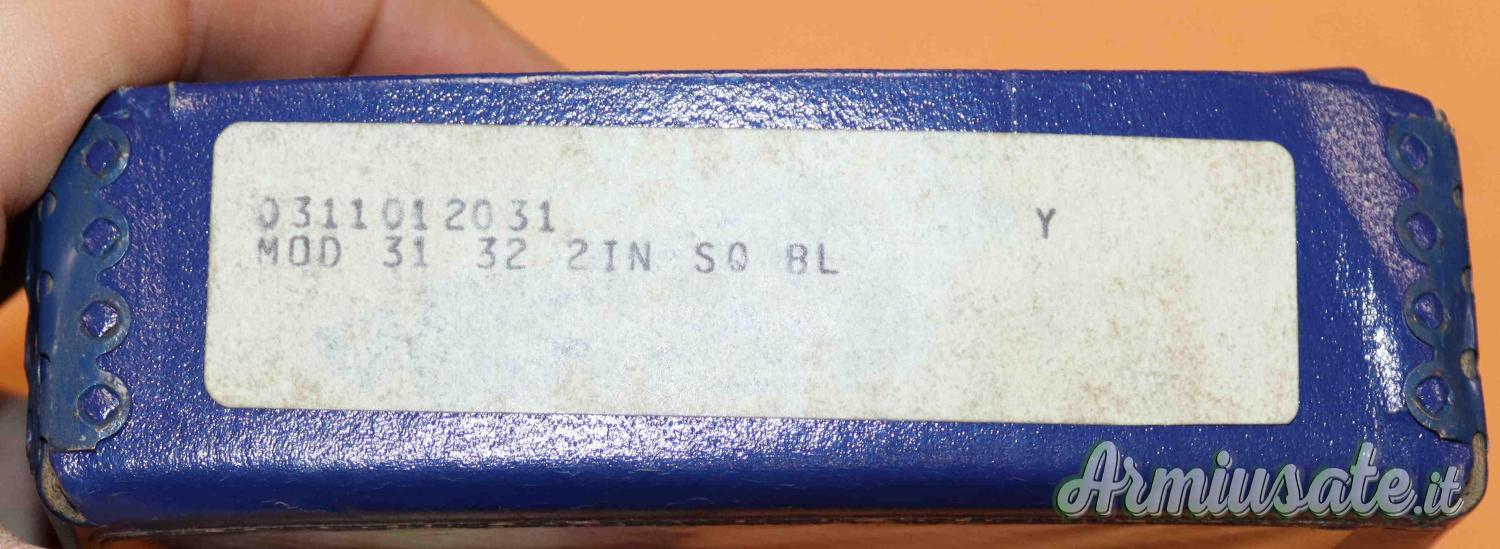 0311012031 Y
MOD 31 32 2IN SQ BL
Armiusate.it